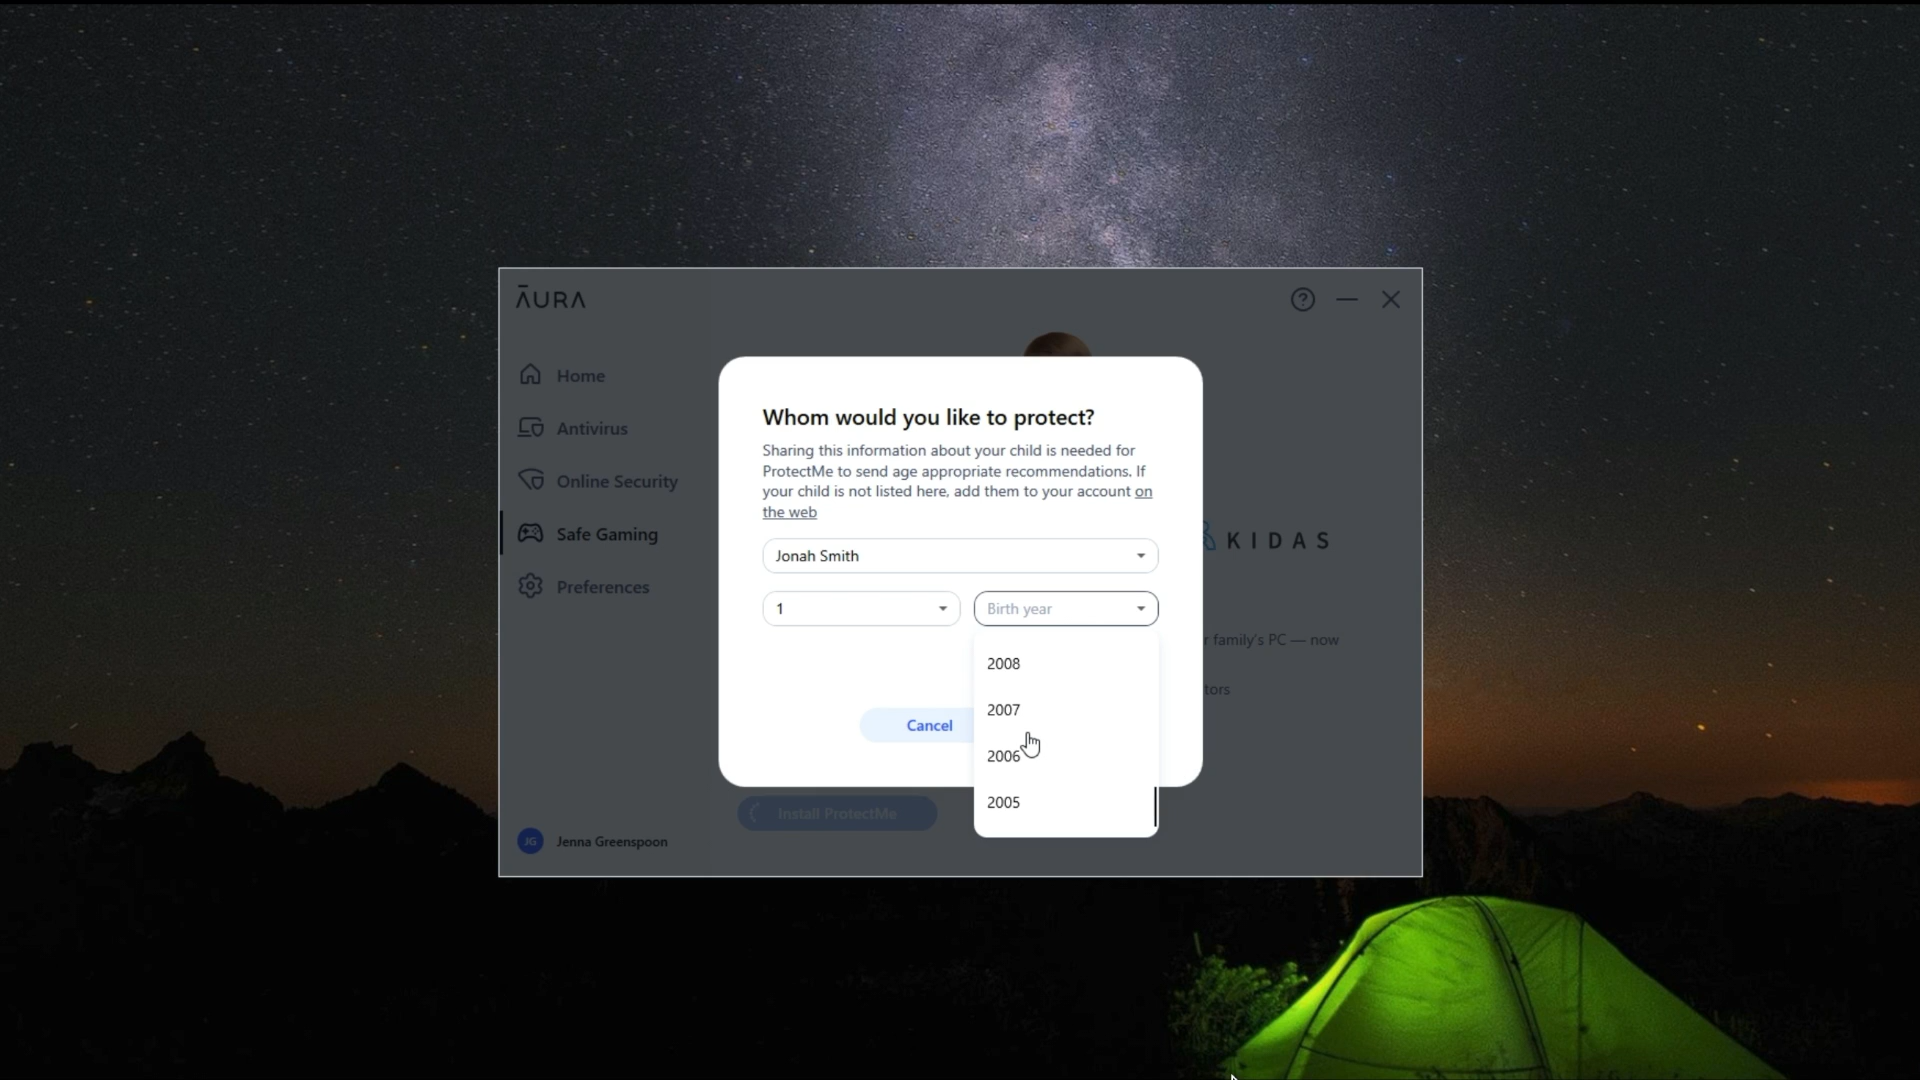 ĀURA
Home
Antivirus
Online Security
Safe Gaming
Preferences
JG
Jenna Greenspoon
Whom would you like to protect?
Sharing this information about your child is needed for
ProtectMe to send age appropriate recommendations. If
your child is not listed here, add them to your account on
the web
Jonah Smith
1
Birth year
2008
2007
2006
2005
Cancel
KIDAS
r family's PC — now
tors
Install ProtectMe